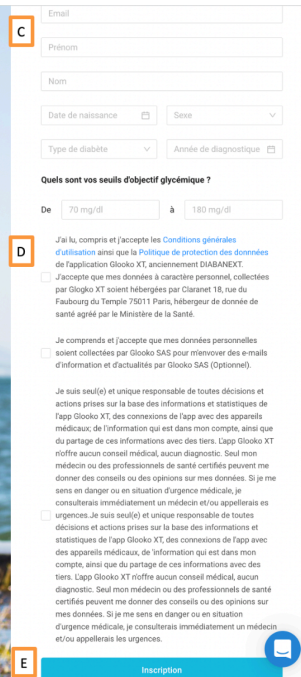 C
Email
Prénom
Nom
Date de naissance
Sexe
Type de diabète
Année de diagnostique
Quels sont vos seuils d'objectif glycémique ?
De 70 mg/dl à 180 mg/dl
D
J'ai lu, compris et j'accepte les Conditions générales
d'utilisation ainsi que la Politique de protection des donnnées
de l'application Glooko XT, anciennement DIABANEXT.
J'accepte que mes données à caractère personnel, collectées
par Glogko XT soient hébergées par Claranet 18, rue du
Faubourg du Temple 75011 Paris, hébergeur de donnée de
santé agréé par le Ministère de la Santé.
Je comprends et j'accepte que mes données personnelles
soient collectées par Glooko SAS pour m'envoyer des e-mails
d'information et d'actualités par Glooko SAS (Optionnel).
Je suis seul(e) et unique responsable de toutes décisions et
actions prises sur la base des informations et statistiques de
l'app Glooko XT, des connexions de l'app avec des appareils
médicaux; de l'information qui est dans mon compte, ainsi que
du partage de ces informations avec des tiers. L'app Glooko XT
n'offre aucun conseil médical, aucun diagnostic. Seul mon
médecin ou des professionnels de santé certifiés peuvent me
donner des conseils ou des opinions sur mes données. Si je me
sens en danger ou en situation d'urgence médicale, je
consulterais immédiatement un médecin et/ou appellerais es
urgences.Je suis seul(e) et unique responsable de toutes
décisions et actions prises sur la base des informations et
statistiques de l'app Glooko XT, des connexions de l'app avec
des appareils médicaux, de 'information qui est dans mon
compte, ainsi que du partage de ces informations avec des
tiers. L'app Glooko XT n'offre aucun conseil médical, aucun
diagnostic. Seul mon médecin ou des professionnels de santé
certifiés peuvent me donner des conseils ou des opinions sur
mes données. Si je me sens en danger ou en situation
d'urgence médicale, je consulterais immédiatement un médecin
et/ou appellerais les urgences.
E
Inscription